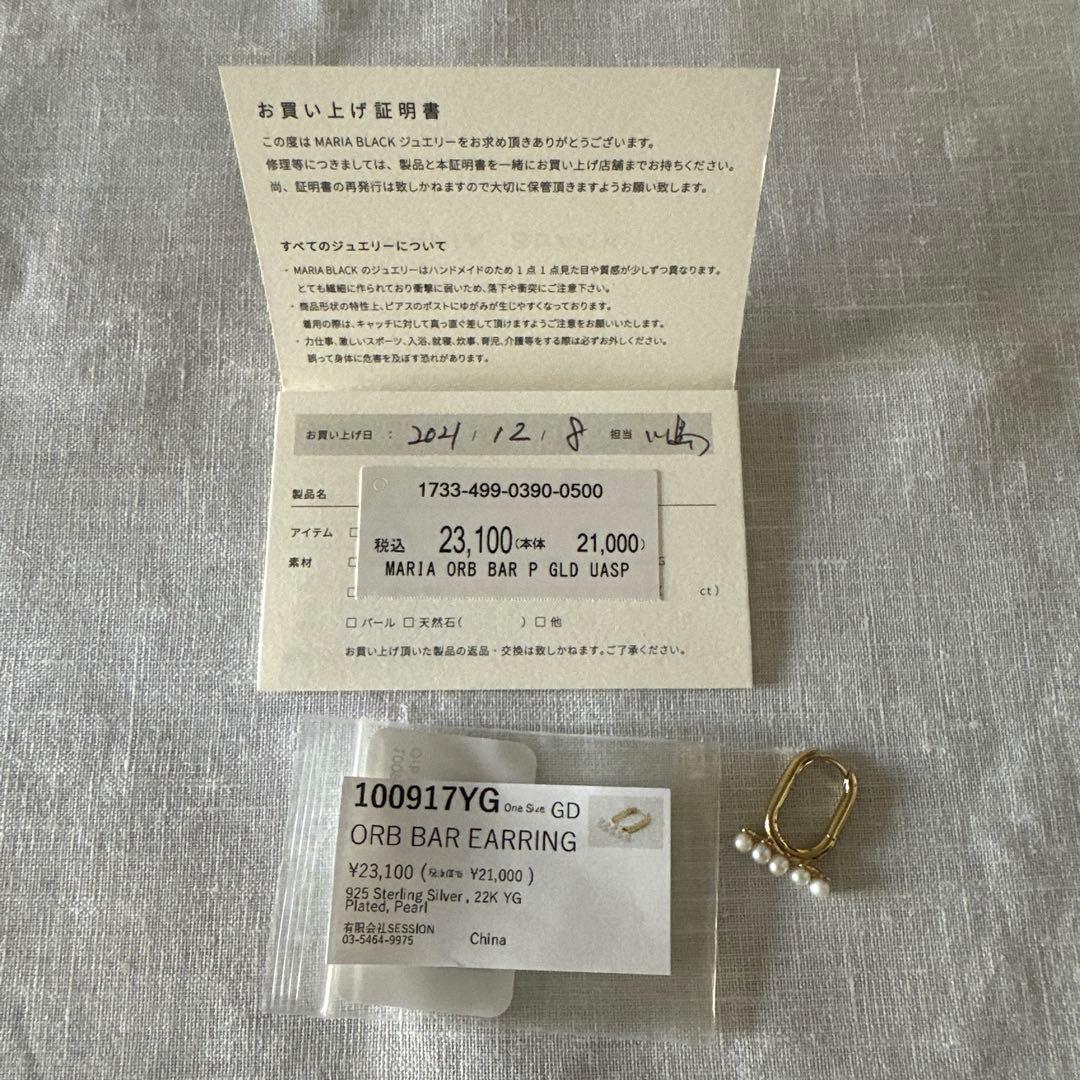 お買い上げ証明書
この度は MARIA BLACK ジュエリーをお求め頂きありがとうございます。
修理等につきましては、製品と本証明書を一緒にお買い上げ店舗までお持ちください。
尚、証明書の再発行は致しかねますので大切に保管頂きますようお願い致します。
すべてのジュエリーについて
・MARIA BLACK のジュエリーはハンドメイドのため 1 点 1 点見た目や質感が少しずつ異なります。
とても繊細に作られており衝撃に弱いため、落下や衝突にご注意下さい。
・商品形状の特性上、ピアスのポストにゆがみが生じやすくなっております。
着用の際は、キャッチに対して真っ直ぐ差して頂けますようご注意をお願いいたします。
・力仕事、激しいスポーツ、入浴、就寝、炊事、育児、介護等をする際は必ずお外しください。
誤って身体に危害を及ぼす恐れがあります。
お買い上げ日 : 2021 / 12 / 8 担当 川島
製品名
1733-499-0390-0500
アイテム □
税込 23,100(本体 21,000)
素材 □
MARIA ORB BAR P GLD UASP
ct )
□ パール □ 天然石( ) □ 他
お買い上げ頂いた製品の返品・交換は致しかねます。ご了承ください。
100917YG One Size GD
ORB BAR EARRING
¥23,100 ( ¥21,000 )
925 Sterling Silver, 22K YG
Plated, Pearl
有限会社SESSION
03-5464-9975 China